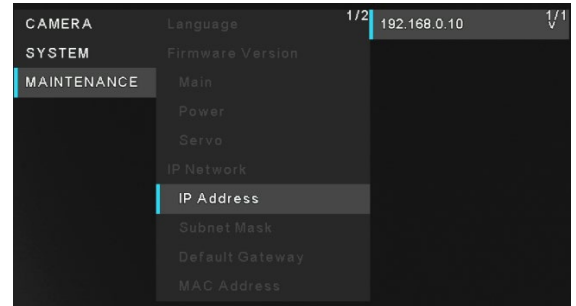 CAMERA
SYSTEM
MAINTENANCE
Language 1/2
Firmware Version
Main
Power
Servo
IP Network
IP Address
Subnet Mask
Default Gateway
MAC Address
192.168.0.10 1/1